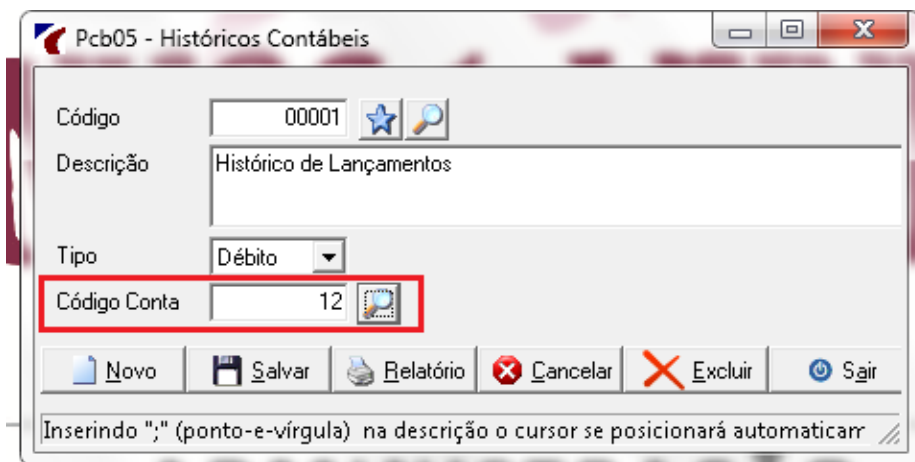 Pcb05 - Históricos Contábeis
Código 00001
Descrição Histórico de Lançamentos
Tipo Débito
Código Conta 12
Novo Salvar Relatório Cancelar Excluir Sair
Inserindo ";" (ponto-e-vírgula) na descrição o cursor se posicionará automaticam